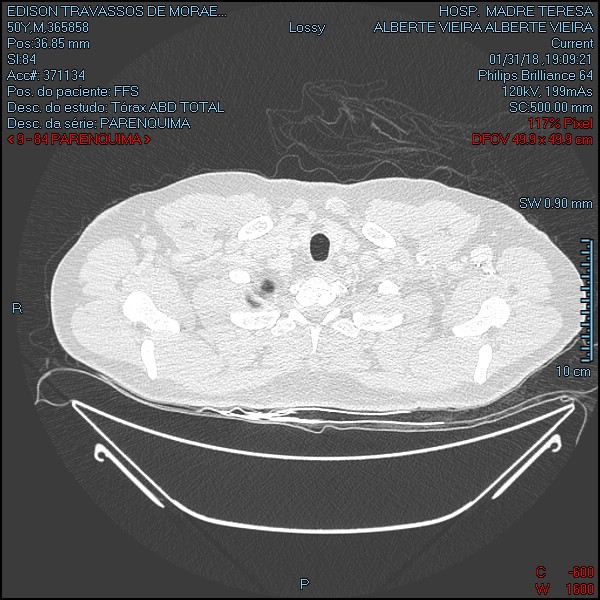 EDISON TRAVASSOS DE MORAE...
50Y,M,365858
Pos:36.85 mm
SI:84
Acc#: 371134
Pos. do paciente: FFS
Desc. do estudo: Tórax ABD TOTAL
Desc. da série: PARENQUIMA
< 9 - 84 PARENQUIMA >
Lossy
HOSP. MADRE TERESA
ALBERTE VIEIRA ALBERTE VIEIRA
Current
01/31/18 ,19:09:21
Philips Brilliance 64
120kV, 199mAs
SC:500.00 mm
117% Pixel
DFOV 49.9 x 49.9 cm
SW 0.90 mm
R
10 cm
P
C -600
W 1600